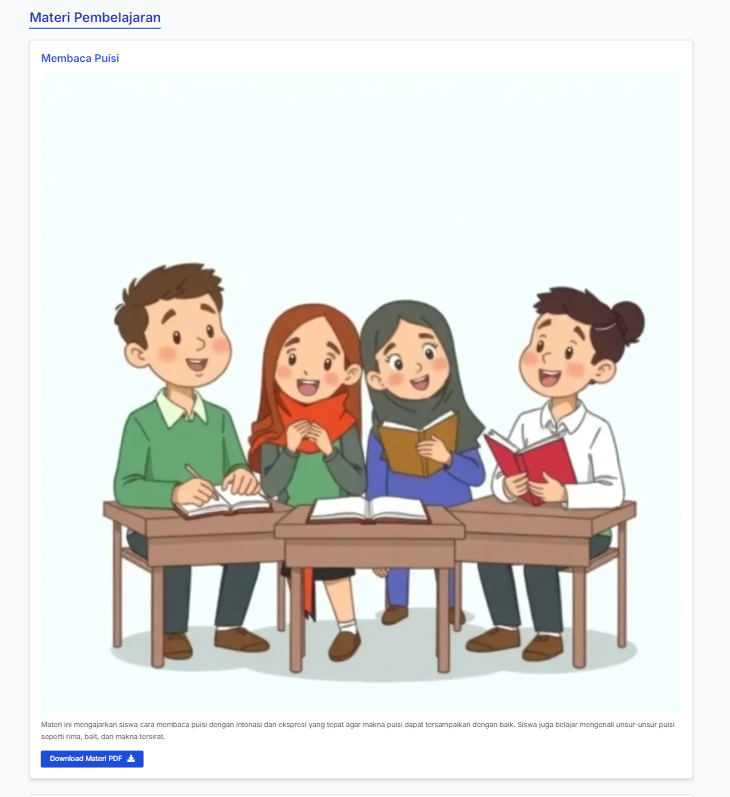 Materi Pembelajaran
Membaca Puisi
Materi ini mengajarkan siswa cara membaca puisi dengan intonasi dan ekspresi yang tepat agar makna puisi dapat tersampaikan dengan baik. Siswa juga belajar mengenali unsur-unsur puisi
seperti rima, bait, dan makna tersirat.
Download Materi PDF